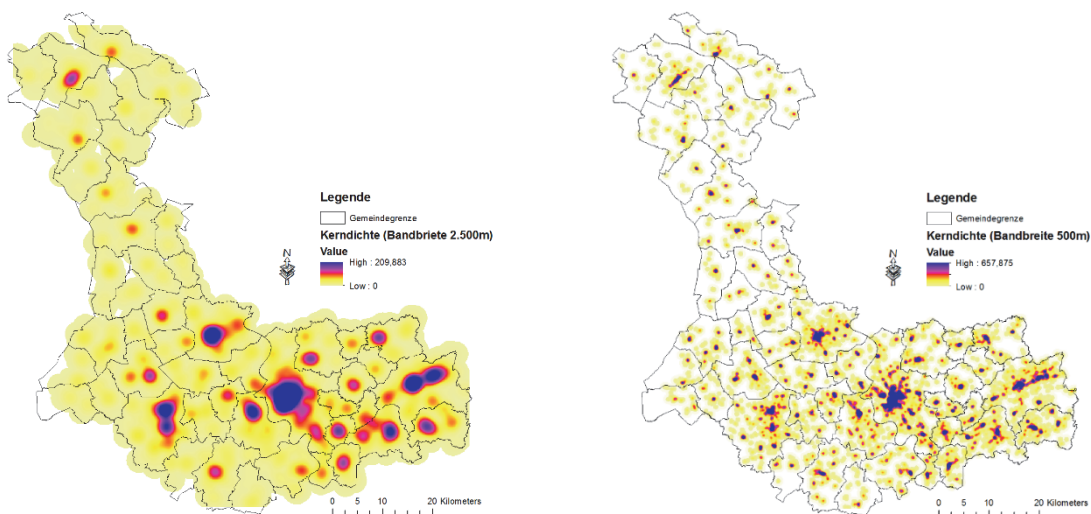 Legende
Gemeindegrenze
Kerndichte (Bandbriete 2.500m)
Value
High : 209,883
Low : 0
N
0 5 10 20 Kilometers
Legende
Gemeindegrenze
Kerndichte (Bandbreite 500m)
Value
High : 657,875
Low : 0
N
0 5 10 20 Kilometers